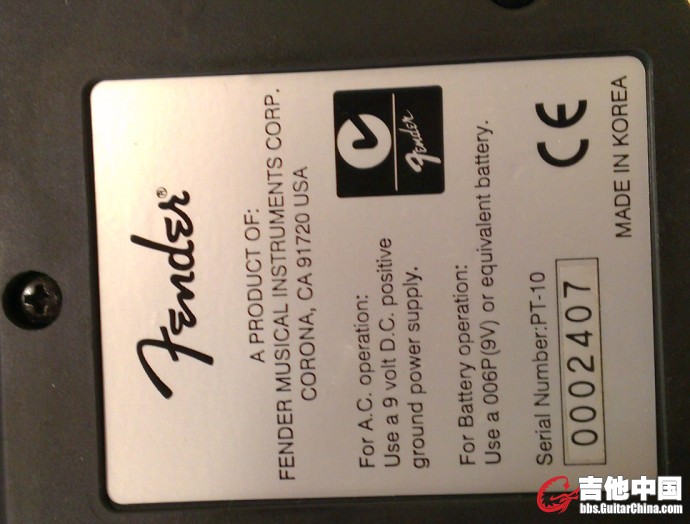 Fender®
A PRODUCT OF:
FENDER MUSICAL INSTRUMENTS CORP.
CORONA, CA 91720 USA
For A.C. operation:
Use a 9 volt D.C. positive
ground power supply.
Fender
For Battery operation:
Use a 006P(9V) or equivalent battery.
Serial Number:PT-10
0002407
CE
MADE IN KOREA
吉他中国
bbs.GuitarChina.com